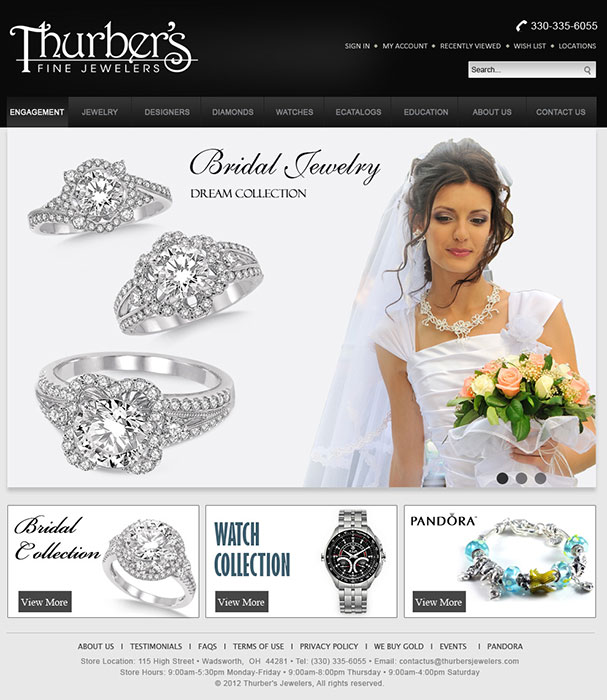 Thurber's
FINE JEWELERS
330-335-6055
SIGN IN ◆ MY ACCOUNT ◆ RECENTLY VIEWED ◆ WISH LIST ◆ LOCATIONS
Search...
ENGAGEMENT JEWELRY DESIGNERS DIAMONDS WATCHES ECATALOGS EDUCATION ABOUT US CONTACT US
Bridal Jewelry
DREAM COLLECTION
Bridal
Collection
View More
WATCH
COLLECTION
View More
PANDORA
View More
ABOUT US | TESTIMONIALS | FAQS | TERMS OF USE | PRIVACY POLICY | WE BUY GOLD | EVENTS | PANDORA
Store Location: 115 High Street • Wadsworth, OH 44281 • Tel: (330) 335-6055 • Email: contactus@thurbersjewelers.com
Store Hours: 9:00am-5:30pm Monday-Friday • 9:00am-8:00pm Thursday • 9:00am-4:00pm Saturday
© 2012 Thurber's Jewelers, All rights reserved.